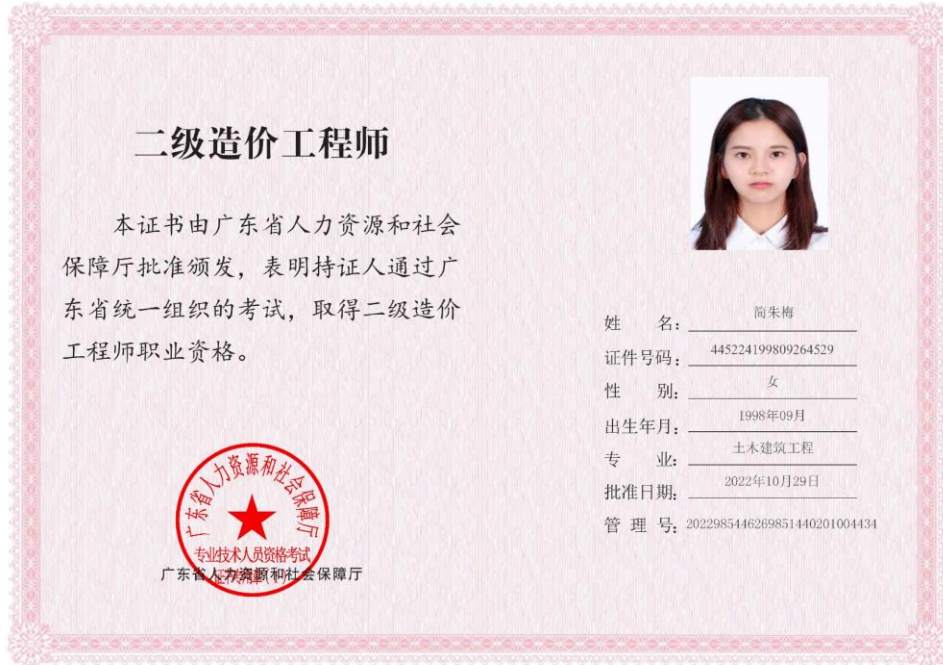 二级造价工程师
本证书由广东省人力资源和社会
保障厅批准颁发，表明持证人通过广
东省统一组织的考试，取得二级造价
工程师职业资格。
广东省人力资源和社会保障厅
专业技术人员资格考试
广东省人力资源和社会保障厅
姓 名：简朱梅
证件号码：445224199809264529
性 别：女
出生年月：1998年09月
专 业：土木建筑工程
批准日期：2022年10月29日
管 理 号：2022985446269851440201004434